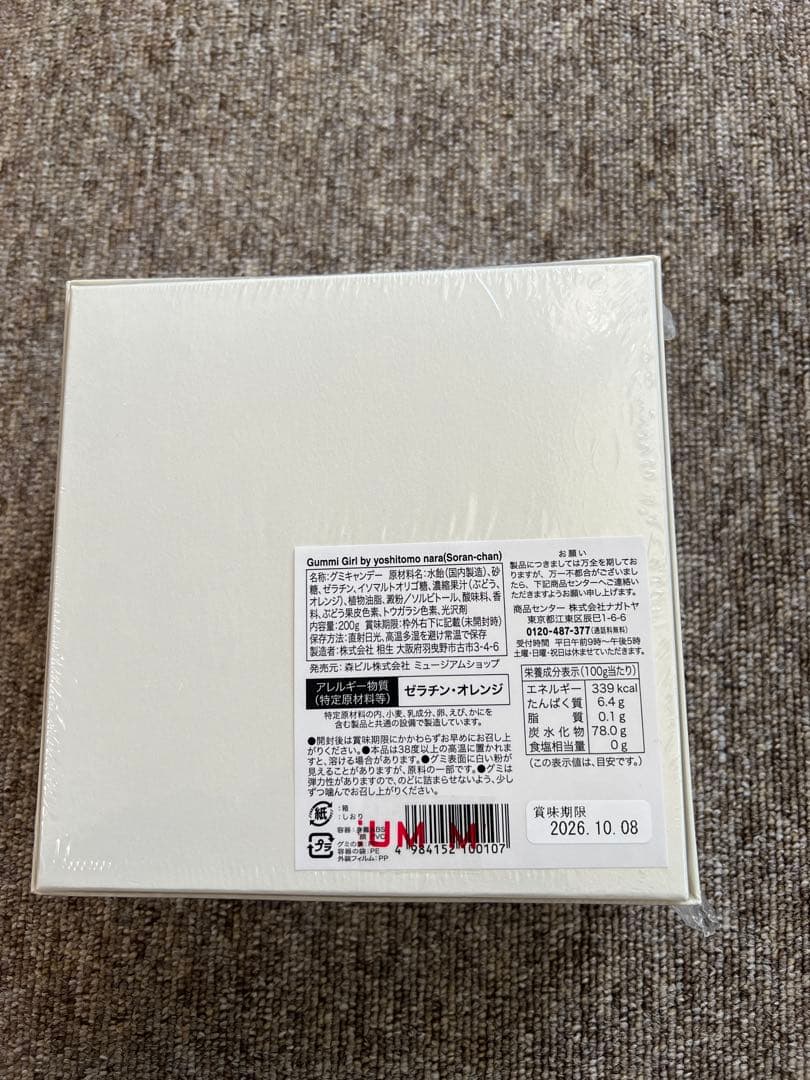 Gummi Girl by yoshitomo nara(Soran-chan)
名称:グミキャンデー 原材料名:水飴(国内製造)、砂
糖、ゼラチン、イソマルトオリゴ糖、濃縮果汁(ぶどう、
オレンジ)、植物油脂、澱粉/ソルビトール、酸味料、香
料、ぶどう果皮色素、トウガラシ色素、光沢剤
内容量:200g 賞味期限:枠外右下に記載(未開封時)
保存方法:直射日光、高温多湿を避け常温で保存
製造者:株式会社 相生 大阪府羽曳野市古市3-4-6
発売元:森ビル株式会社 ミュージアムショップ
アレルギー物質
(特定原材料等)
ゼラチン・オレンジ
特定原材料の内、小麦、乳成分、卵、えび、かにを
含む製品と共通の設備で製造しています。
●開封後は賞味期限にかかわらずお早めにお召し上
がりください。●本品は38度以上の高温に置かれま
すと、溶ける場合があります。●グミ表面に白い粉が
見えることがありますが、原料の一部です。●グミは
弾力性がありますので、のどに詰まらせないよう、少し
ずつ噛んでお召し上がりください。
お願い
製品につきましては万全を期してお
りますが、万一不都合がございまし
たら、下記商品センターへご連絡い
ただきますようお願い申し上げます。
商品センター 株式会社ナガトヤ
東京都江東区辰巳1-6-6
0120-487-377(通話料無料)
受付時間 平日午前9時〜午後5時
土曜・日曜・祝日は休ませていただきます。
栄養成分表示(100g当たり)
エネルギー 339 kcal
たんぱく質 6.4 g
脂質 0.1 g
炭水化物 78.0 g
食塩相当量 0 g
(この表示値は、目安です。)
紙
:箱
:しおり
プラ
容器の袋:PE
外装フィルム:PP
4 984152 100107
賞味期限
2026.10.08